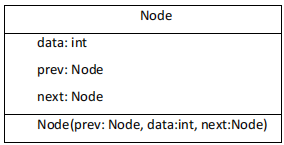 Node
data: int
prev: Node
next: Node
Node(prev: Node, data:int, next:Node)